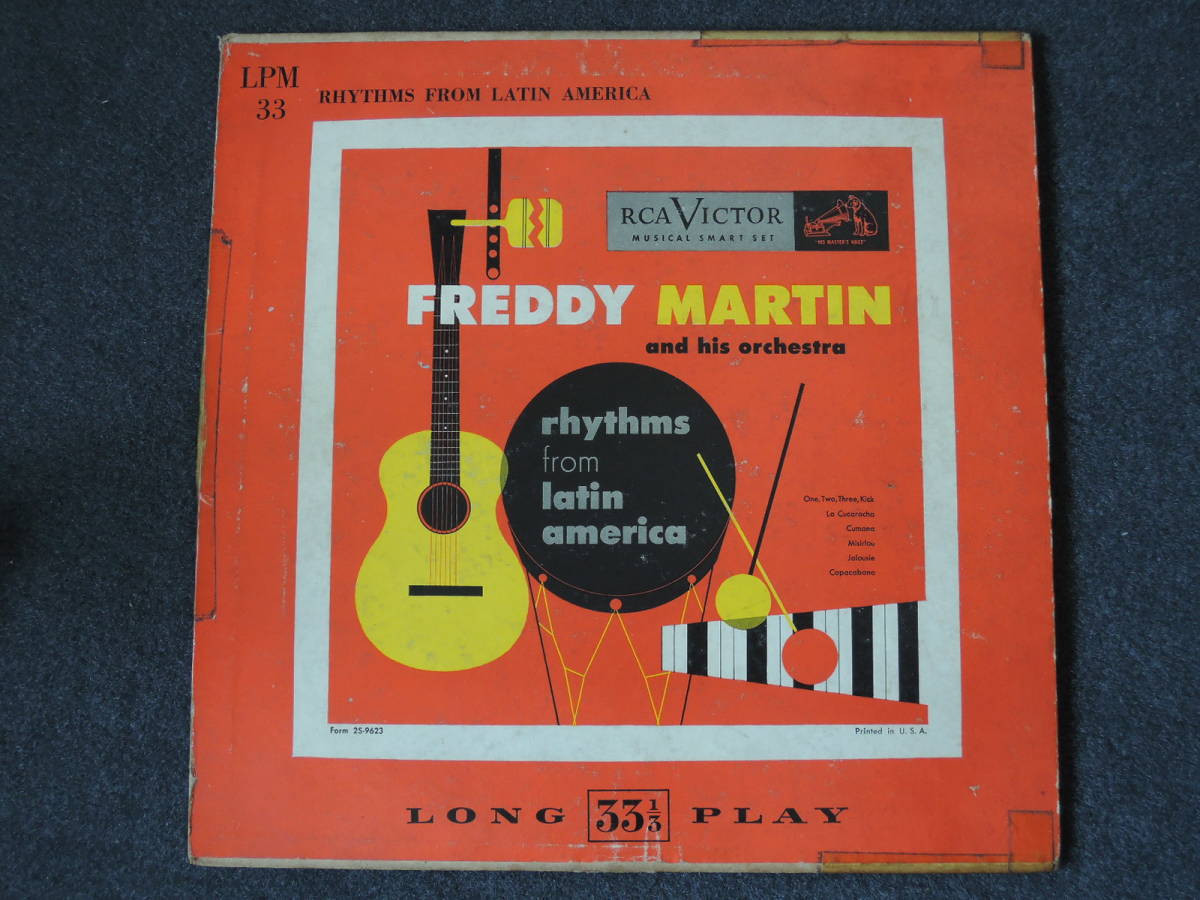 LPM
33
RHYTHMS FROM LATIN AMERICA
RCA VICTOR
MUSICAL SMART SET
"HIS MASTER'S VOICE"
FREDDY MARTIN
and his orchestra
rhythms
from
latin
america
One, Two, Three, Kick
La Cucaracha
Cumana
Misirlou
Jalousie
Copacabana
Form 2S-9623
Printed in U. S. A.
LONG 33 1/3 PLAY